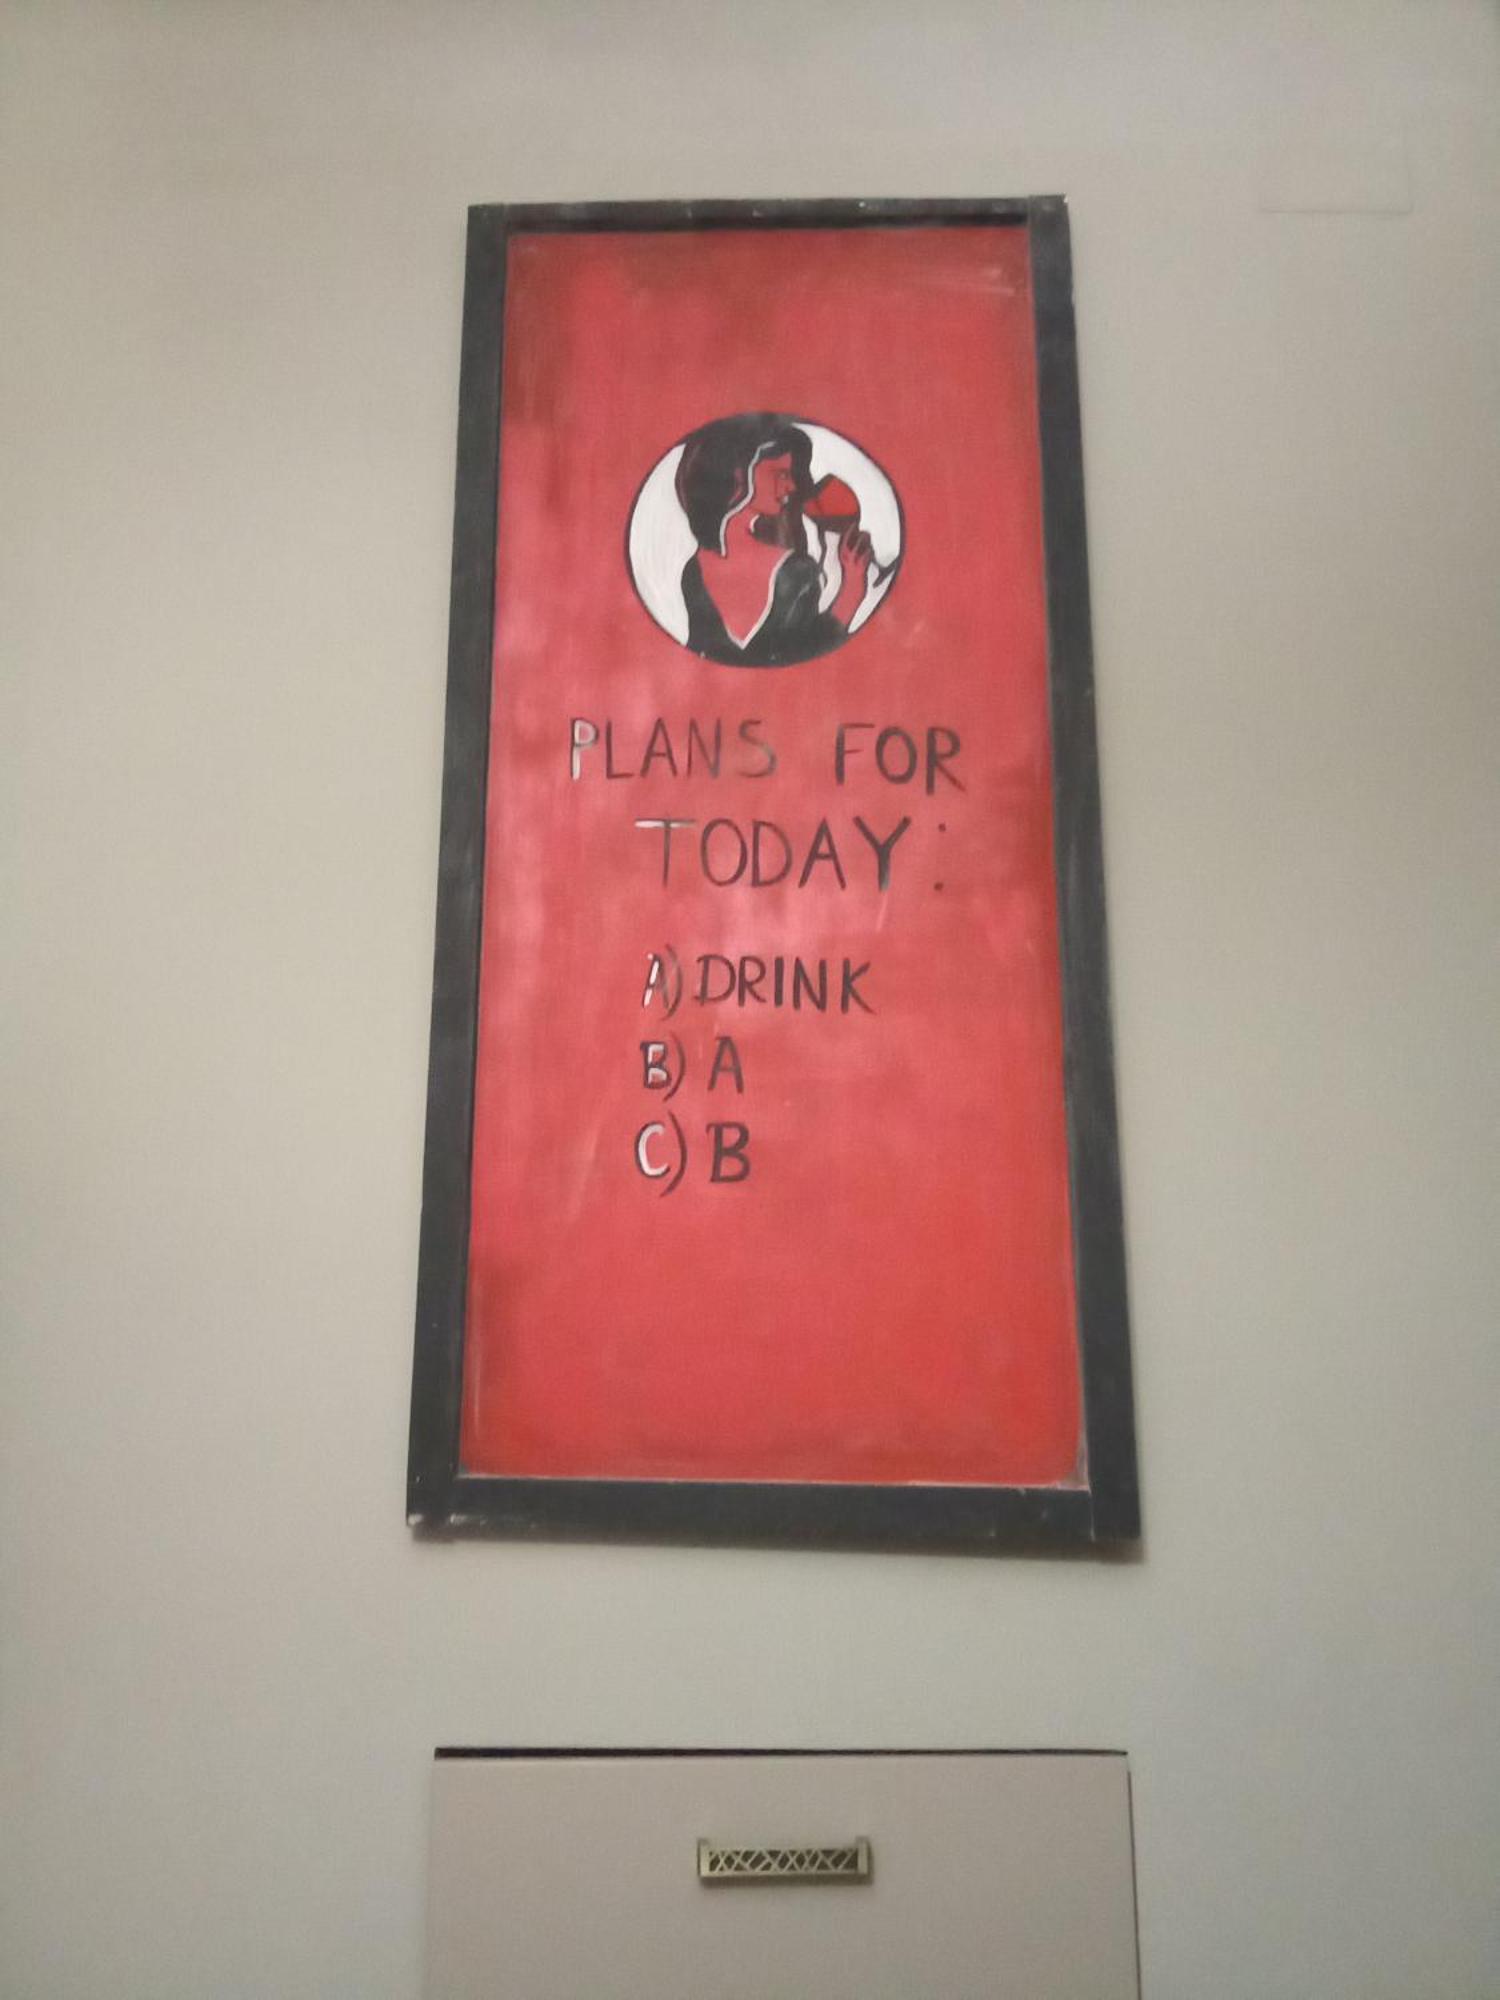 PLANS FOR
TODAY:
A) DRINK
B) A
C) B